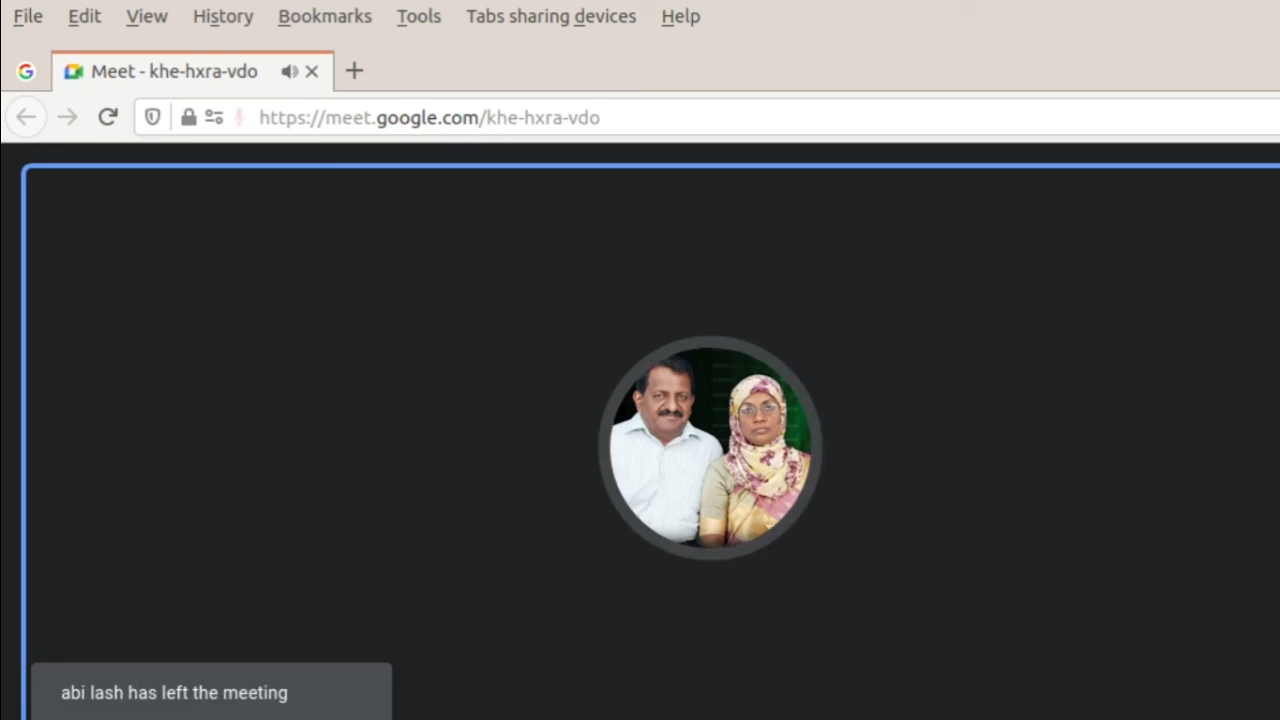 File Edit View History Bookmarks Tools Tabs sharing devices Help
Meet - khe-hxra-vdo
https://meet.google.com/khe-hxra-vdo
abi lash has left the meeting